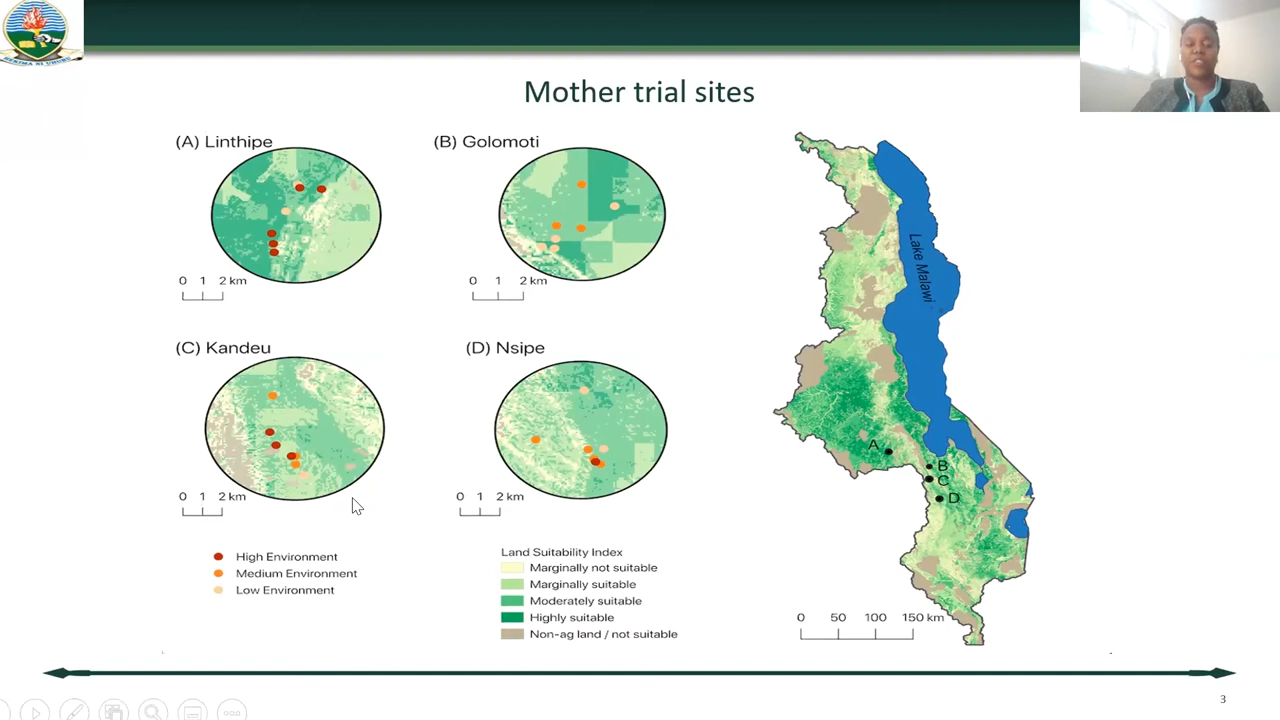 Mother trial sites
(A) Linthipe
(B) Golomoti
0 1 2 km
0 1 2 km
(C) Kandeu
(D) Nsipe
0 1 2 km
0 1 2 km
High Environment
Medium Environment
Low Environment
Land Suitability Index
Marginally not suitable
Marginally suitable
Moderately suitable
Highly suitable
Non-ag land / not suitable
Lake Malawi
A
B
C
D
0 50 100 150 km
3